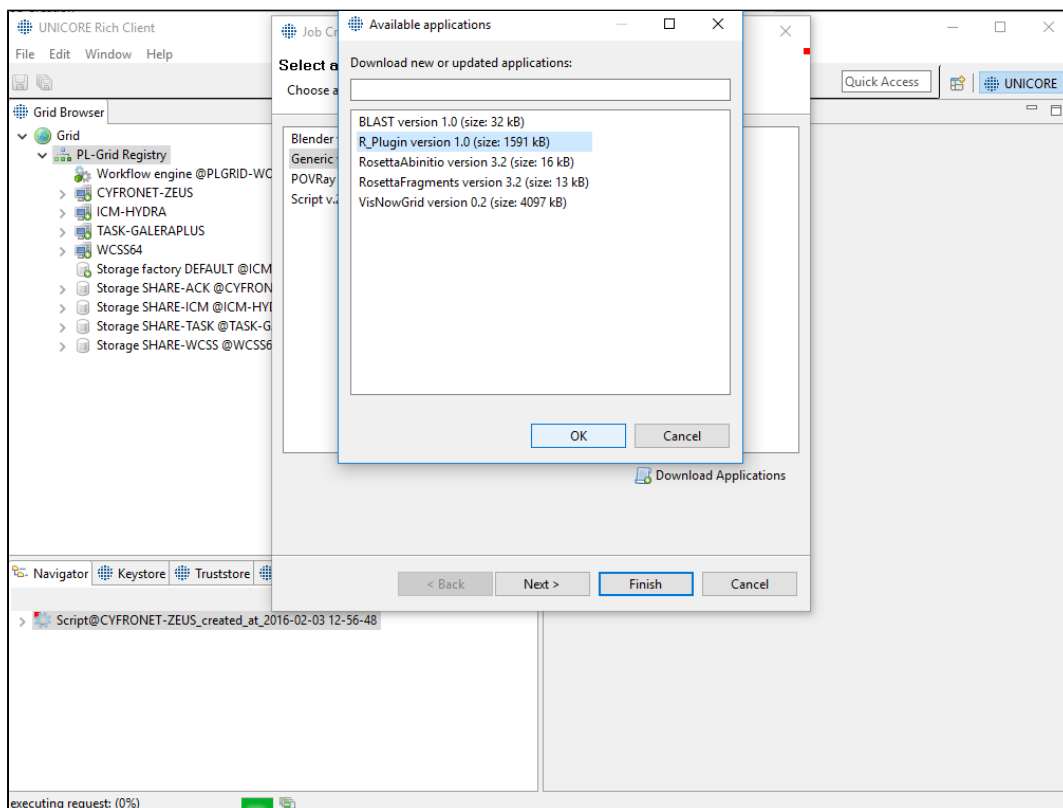 UNICORE Rich Client
File Edit Window Help
Quick Access
UNICORE
Grid Browser
Grid
PL-Grid Registry
Workflow engine @PLGRID-WC
CYFRONET-ZEUS
ICM-HYDRA
TASK-GALERAPLUS
WCSS64
Storage factory DEFAULT @ICM
Storage SHARE-ACK @CYFRON
Storage SHARE-ICM @ICM-HYI
Storage SHARE-TASK @TASK-G
Storage SHARE-WCSS @WCSS6
Job Cr
Select a
Choose a
Blender
Generic
POVRay
Script v.2
Available applications
Download new or updated applications:
BLAST version 1.0 (size: 32 kB)
R_Plugin version 1.0 (size: 1591 kB)
RosettaAbinitio version 3.2 (size: 16 kB)
RosettaFragments version 3.2 (size: 13 kB)
VisNowGrid version 0.2 (size: 4097 kB)
OK Cancel
Download Applications
< Back Next > Finish Cancel
Navigator Keystore Truststore
Script@CYFRONET-ZEUS_created_at_2016-02-03 12-56-48
executing request: (0%)